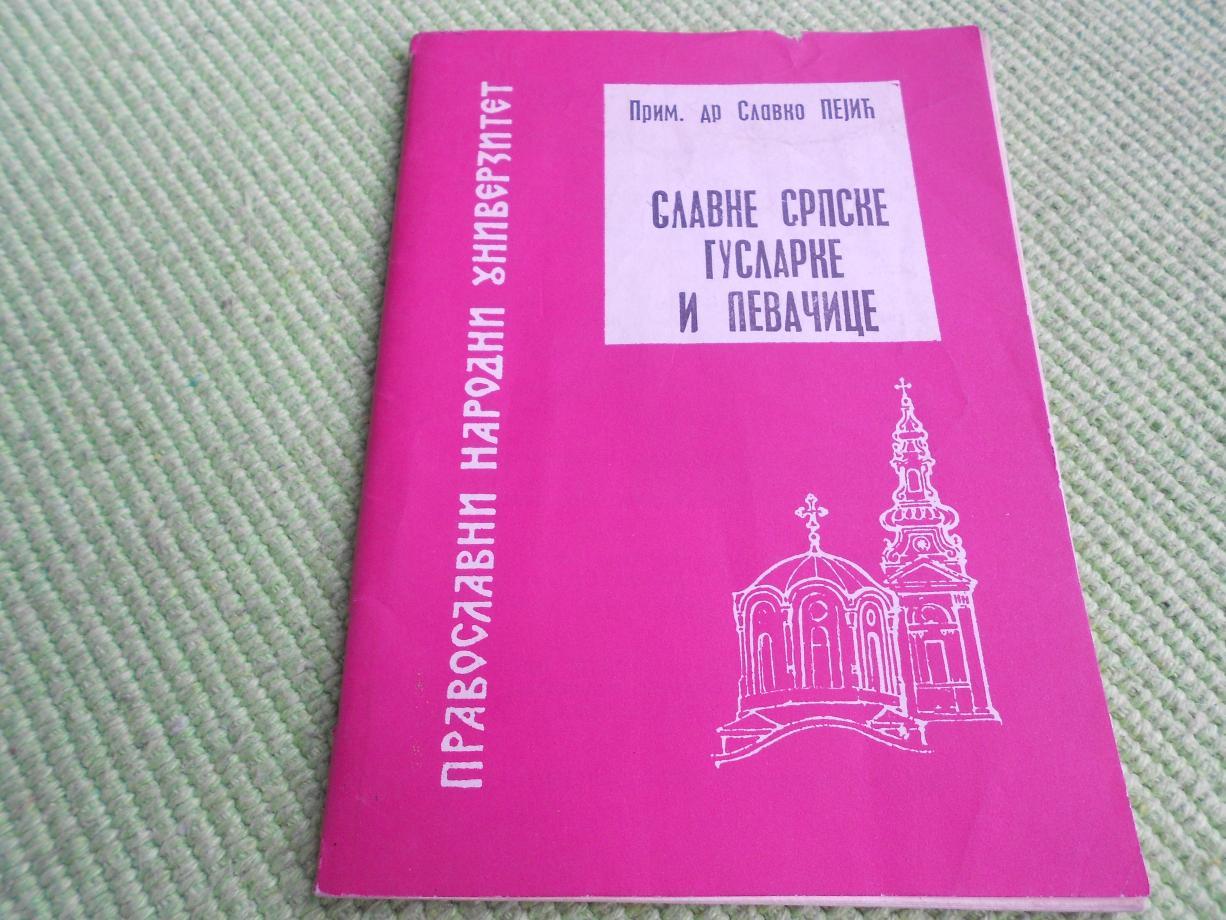 Прим. др Славко ПЕЈИЋ
СЛАВНЕ СРПСКЕ
ГУСЛАРКЕ
И ПЕВАЧИЦЕ
ПРАВОСЛАВНИ НАРОДНИ УНИВЕРЗИТЕТ